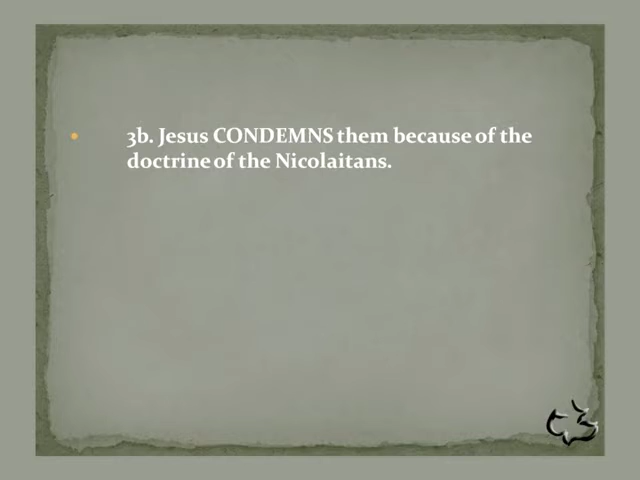 3b. Jesus CONDEMNS them because of the
doctrine of the Nicolaitans.